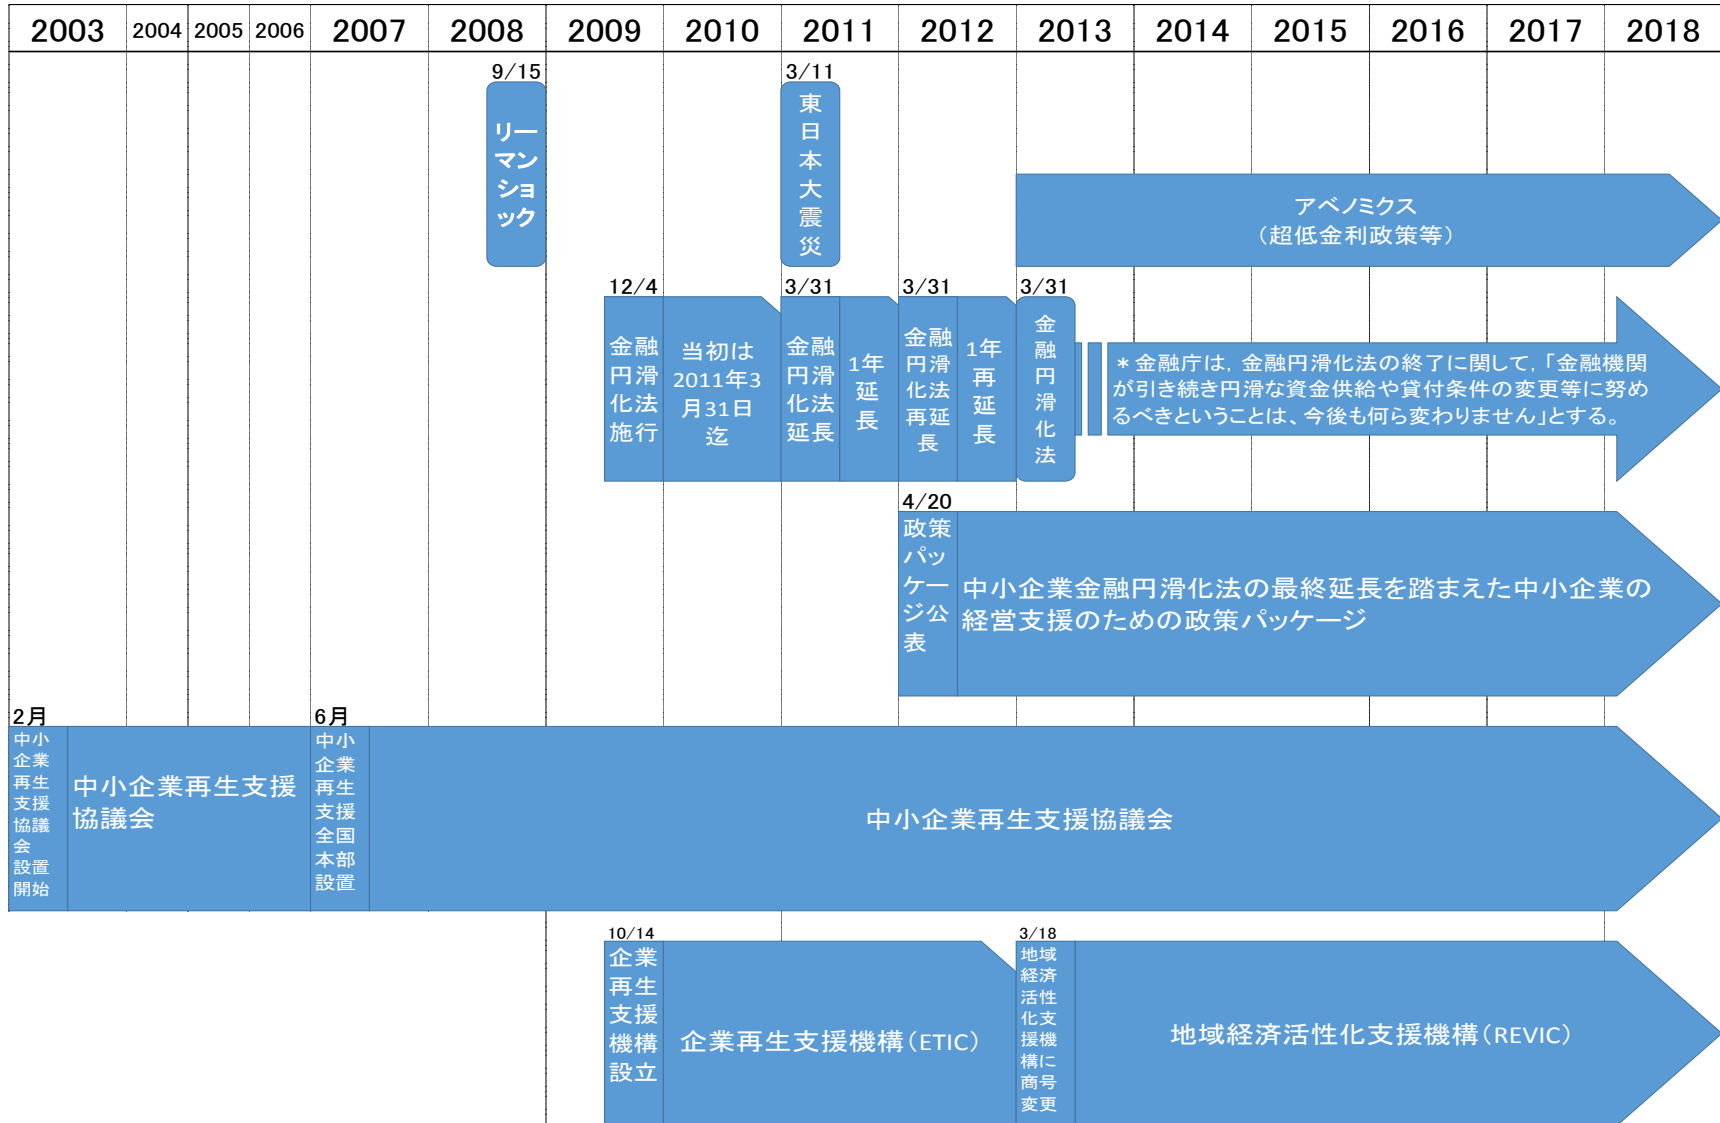 2003 2004 2005 2006 2007 2008 2009 2010 2011 2012 2013 2014 2015 2016 2017 2018
9/15
リー
マン
ショ
ック
3/11
東
日
本
大
震
災
アベノミクス
（超低金利政策等）
12/4
金融
円滑
化法
施行
当初は
2011年3
月31日
迄
3/31
金融
円滑
化法
延長
1年
延
長
3/31
金融
円滑
化法
再延
長
1年
再
延
長
3/31
金
融
円
滑
化
法
＊金融庁は，金融円滑化法の終了に関して，「金融機関
が引き続き円滑な資金供給や貸付条件の変更等に努め
るべきということは、今後も何ら変わりません」とする。
4/20
政策
パッ
ケー
ジ公
表
中小企業金融円滑化法の最終延長を踏まえた中小企業の
経営支援のための政策パッケージ
2月
中小
企業
再生
支援
協議
会
設置
開始
中小企業再生支援
協議会
6月
中小
企業
再生
支援
全国
本部
設置
中小企業再生支援協議会
10/14
企業
再生
支援
機構
設立
企業再生支援機構（ETIC）
3/18
地域
経済
活性
化支
援機
構に
商号
変更
地域経済活性化支援機構（REVIC）